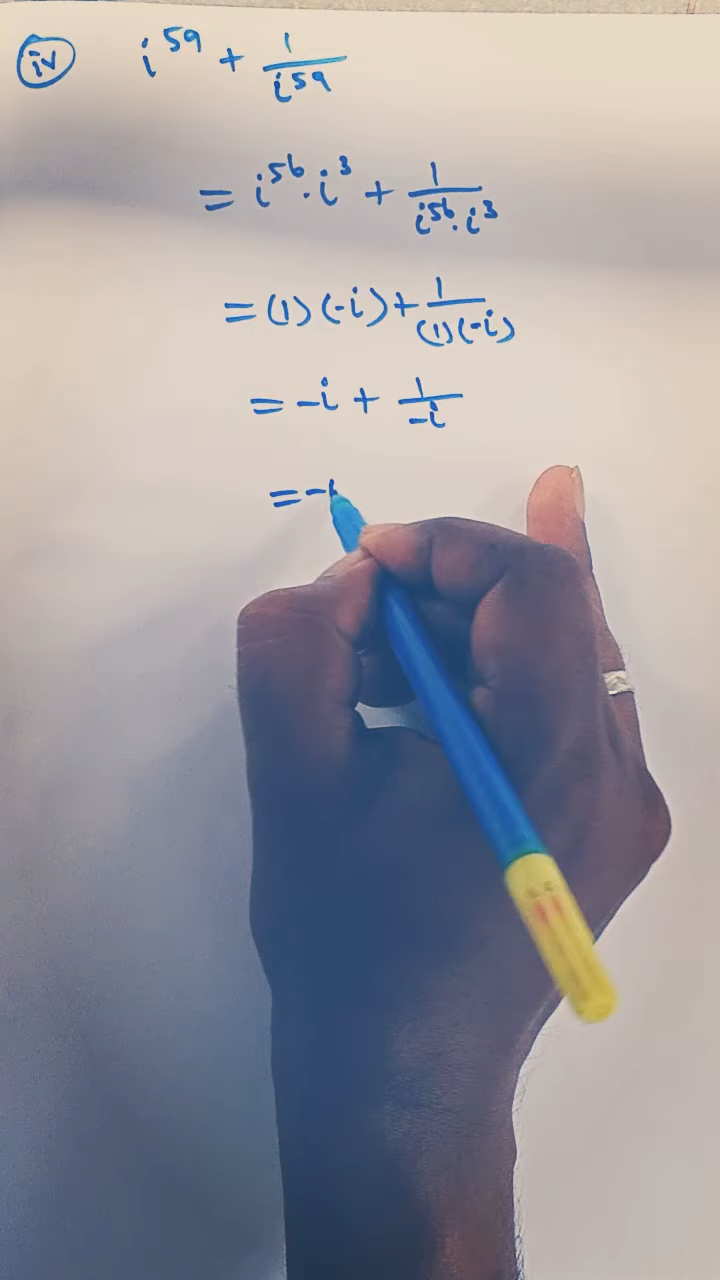 (iv) i^59 + 1/i^59
= i^56 . i^3 + 1/(i^56 . i^3)
= (1)(-i) + 1/((1)(-i))
= -i + 1/-i
= -